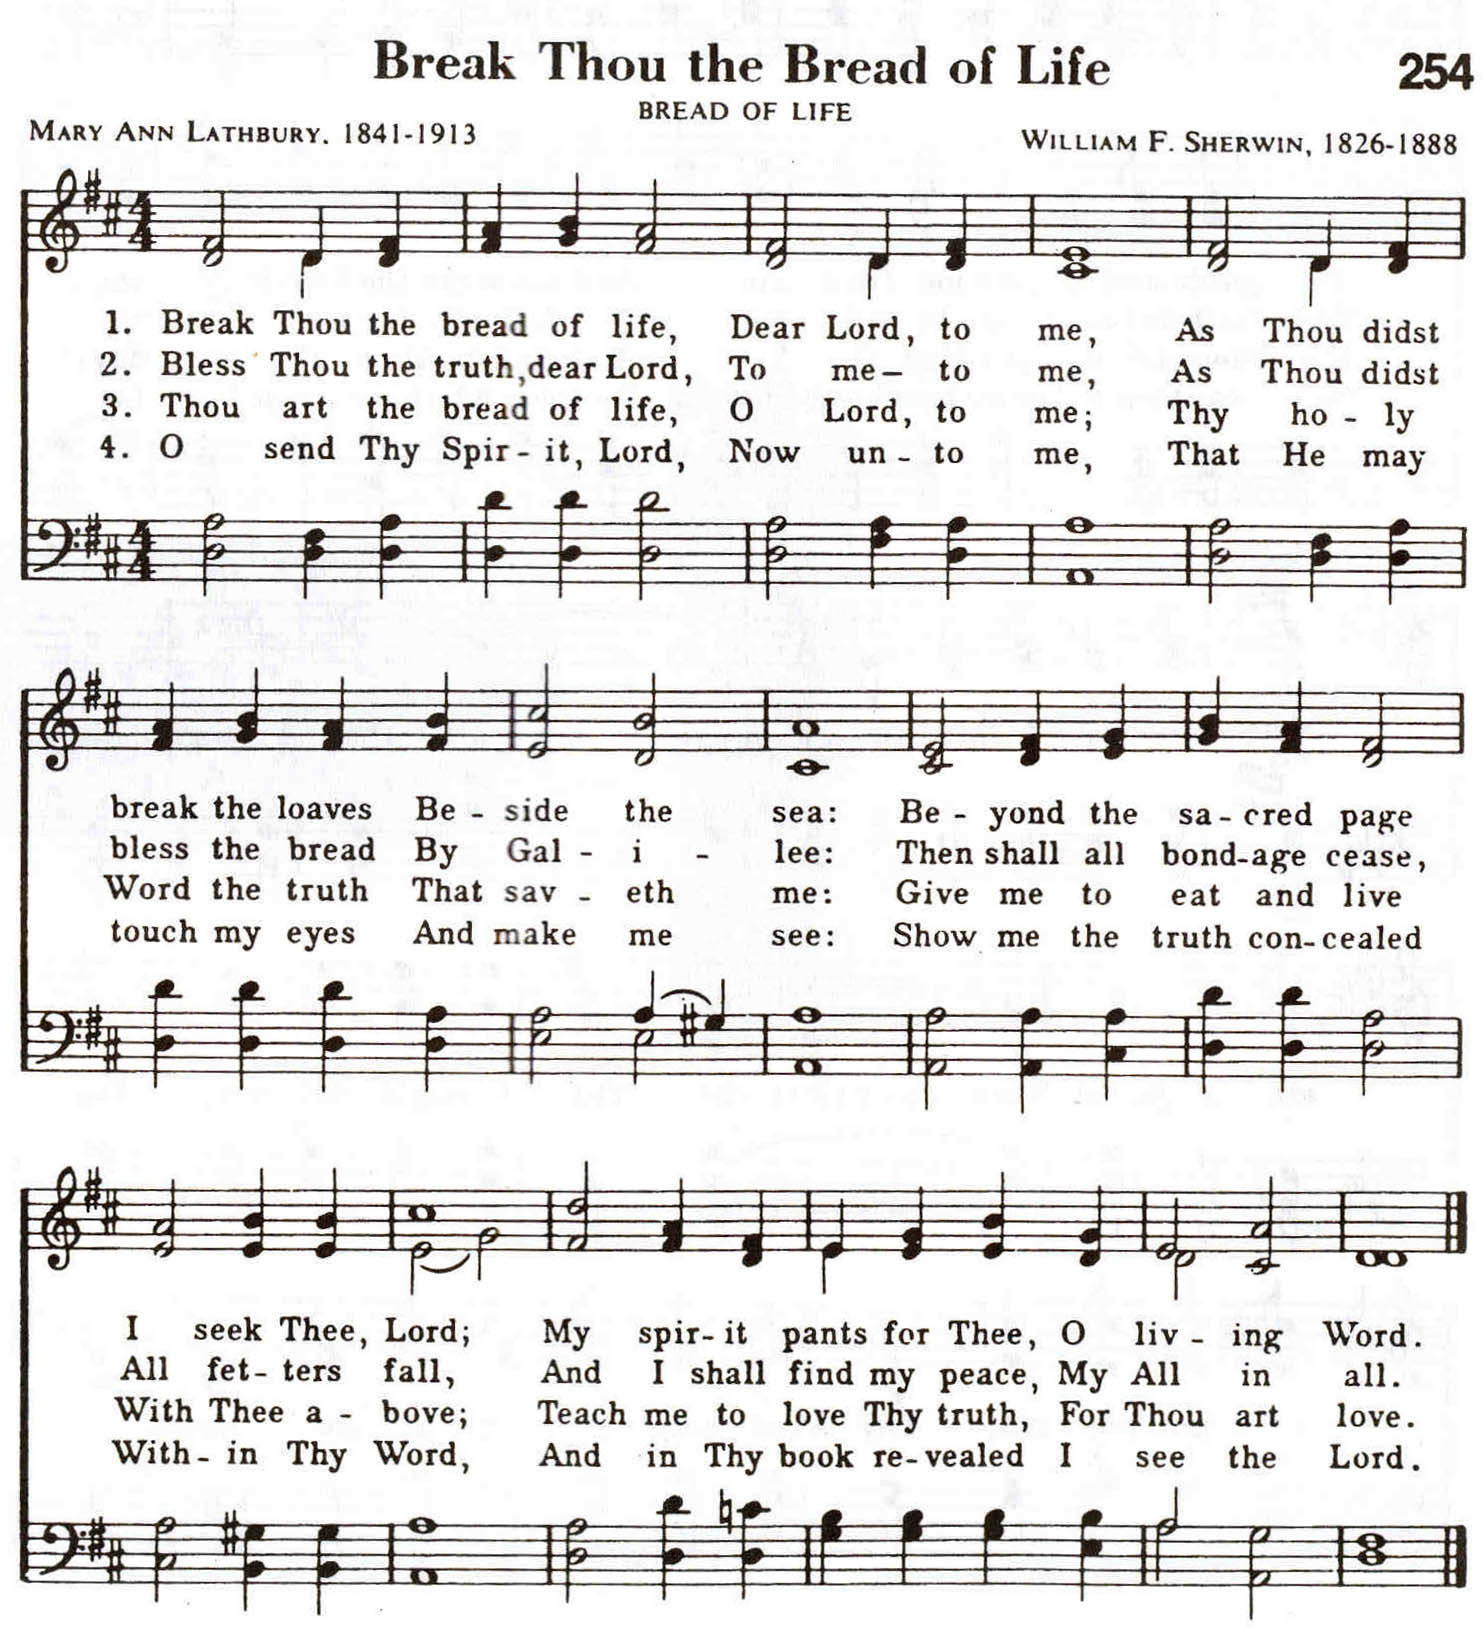 Break Thou the Bread of Life 254
BREAD OF LIFE
MARY ANN LATHBURY. 1841-1913
WILLIAM F. SHERWIN, 1826-1888
1. Break Thou the bread of life, Dear Lord, to me, As Thou didst
2. Bless Thou the truth, dear Lord, To me— to me, As Thou didst
3. Thou art the bread of life, O Lord, to me; Thy ho - ly
4. O send Thy Spir - it, Lord, Now un - to me, That He may
break the loaves Be - side the sea: Be - yond the sa - cred page
bless the bread By Gal - i - lee: Then shall all bond-age cease,
Word the truth That sav - eth me: Give me to eat and live
touch my eyes And make me see: Show me the truth con-cealed
I seek Thee, Lord; My spir- it pants for Thee, O liv - ing Word.
All fet- ters fall, And I shall find my peace, My All in all.
With Thee a - bove; Teach me to love Thy truth, For Thou art love.
With- in Thy Word, And in Thy book re-vealed I see the Lord.